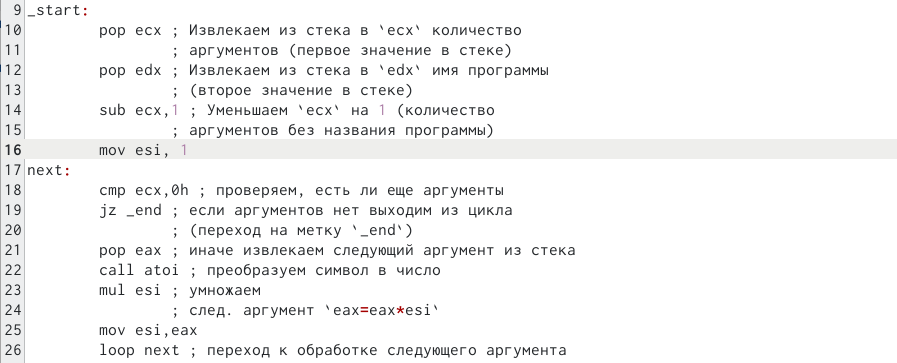 9 _start:
10 pop ecx ; Извлекаем из стека в `ecx` количество
11 ; аргументов (первое значение в стеке)
12 pop edx ; Извлекаем из стека в `edx` имя программы
13 ; (второе значение в стеке)
14 sub ecx,1 ; Уменьшаем `ecx` на 1 (количество
15 ; аргументов без названия программы)
16 mov esi, 1
17 next:
18 cmp ecx,0h ; проверяем, есть ли еще аргументы
19 jz _end ; если аргументов нет выходим из цикла
20 ; (переход на метку `_end`)
21 pop eax ; иначе извлекаем следующий аргумент из стека
22 call atoi ; преобразуем символ в число
23 mul esi ; умножаем
24 ; след. аргумент `eax=eax*esi`
25 mov esi,eax
26 loop next ; переход к обработке следующего аргумента